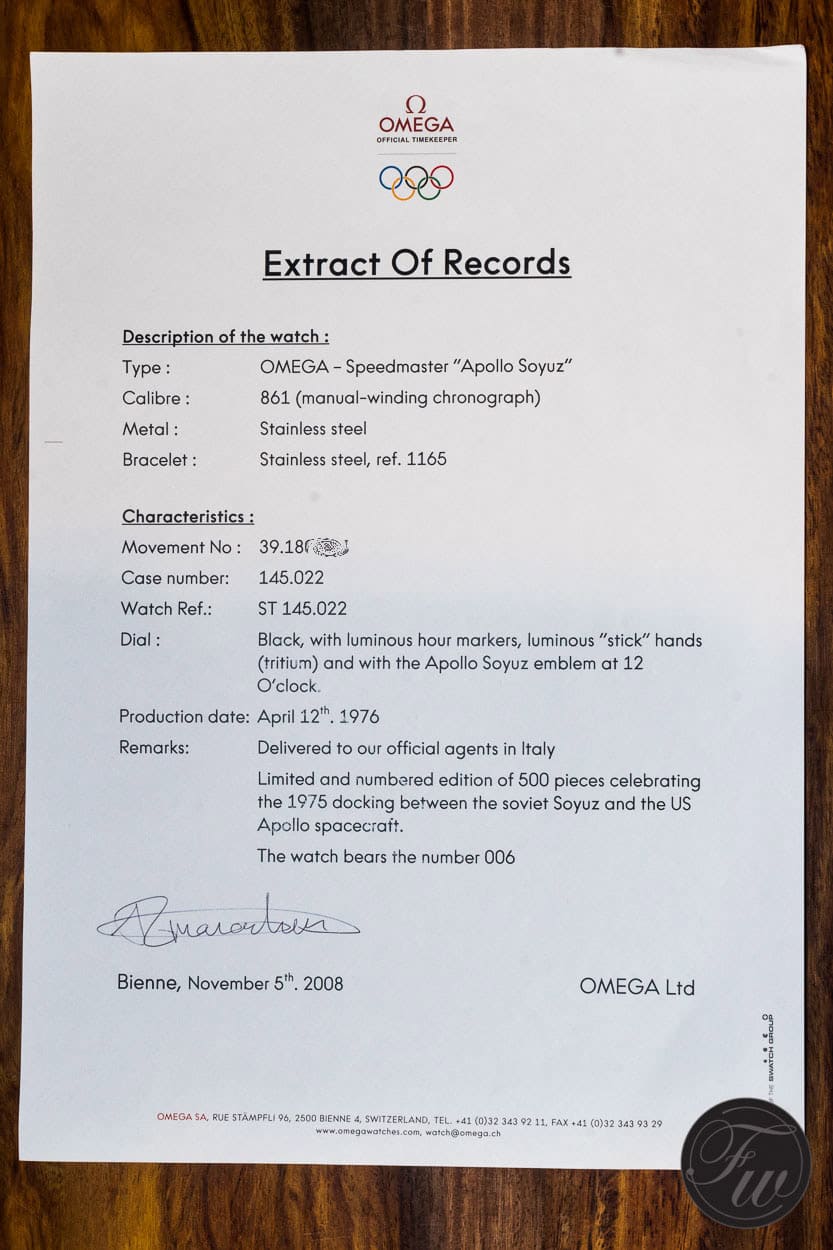 OMEGA
OFFICIAL TIMEKEEPER
Extract Of Records
Description of the watch :
Type : OMEGA – Speedmaster "Apollo Soyuz"
Calibre : 861 (manual-winding chronograph)
Metal : Stainless steel
Bracelet : Stainless steel, ref. 1165
Characteristics :
Movement No : 39.18
Case number: 145.022
Watch Ref.: ST 145.022
Dial : Black, with luminous hour markers, luminous "stick" hands
(tritium) and with the Apollo Soyuz emblem at 12
O'clock.
Production date: April 12th. 1976
Remarks: Delivered to our official agents in Italy
Limited and numbered edition of 500 pieces celebrating
the 1975 docking between the soviet Soyuz and the US
Apollo spacecraft.
The watch bears the number 006
Bienne, November 5th. 2008 OMEGA Ltd
THE SWATCH GROUP
OMEGA SA, RUE STÄMPFLI 96, 2500 BIENNE 4, SWITZERLAND, TEL. +41 (0)32 343 92 11, FAX +41 (0)32 343 93 29
www.omegawatches.com, watch@omega.ch
FW